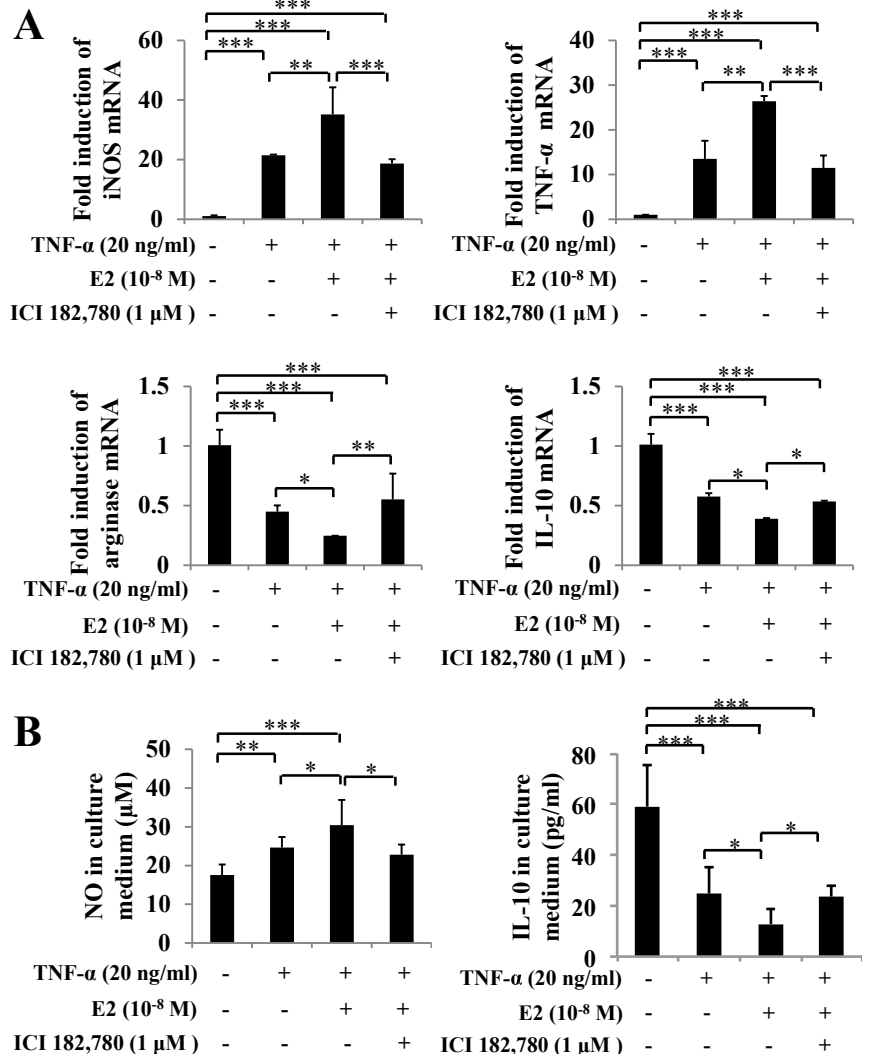 A
Fold induction of
iNOS mRNA
60
40
20
0
***
***
***
**
***
TNF-α (20 ng/ml) - + + +
E2 (10-8 M) - - + +
ICI 182,780 (1 μM ) - - - +
Fold induction of
TNF-α mRNA
40
30
20
10
0
***
***
***
**
***
TNF-α (20 ng/ml) - + + +
E2 (10-8 M) - - + +
ICI 182,780 (1 μM ) - - - +
Fold induction of
arginase mRNA
1.5
1
0.5
0
***
***
***
**
*
TNF-α (20 ng/ml) - + + +
E2 (10-8 M) - - + +
ICI 182,780 (1 μM ) - - - +
Fold induction of
IL-10 mRNA
1.5
1
0.5
0
***
***
***
*
*
TNF-α (20 ng/ml) - + + +
E2 (10-8 M) - - + +
ICI 182,780 (1 μM ) - - - +
B
NO in culture
medium (μM)
50
40
30
20
10
0
***
**
*
*
TNF-α (20 ng/ml) - + + +
E2 (10-8 M) - - + +
ICI 182,780 (1 μM ) - - - +
IL-10 in culture
medium (pg/ml)
80
60
40
20
0
***
***
***
*
*
TNF-α (20 ng/ml) - + + +
E2 (10-8 M) - - + +
ICI 182,780 (1 μM ) - - - +